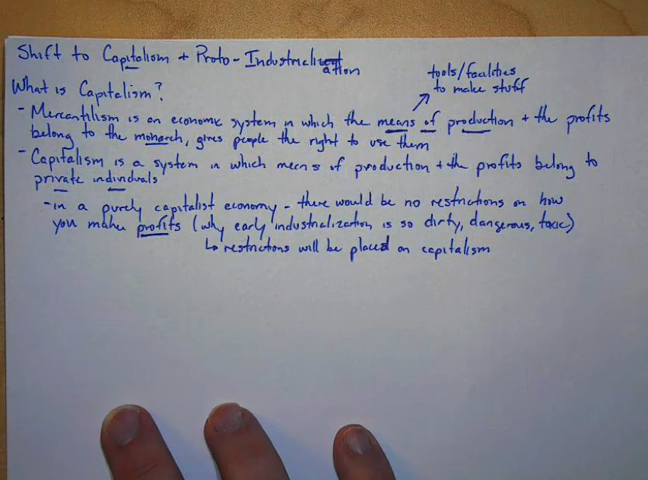 Shift to Capitalism + Proto-Industrialization
What is Capitalism?
tools/facilities
to make stuff
- Mercantilism is an economic system in which the means of production + the profits
belong to the monarch, gives people the right to use them
- Capitalism is a system in which means of production + the profits belong to
private individuals
- in a purely capitalist economy - there would be no restrictions on how
you make profits (why early industrialization is so dirty, dangerous, toxic)
↳ restrictions will be placed on capitalism